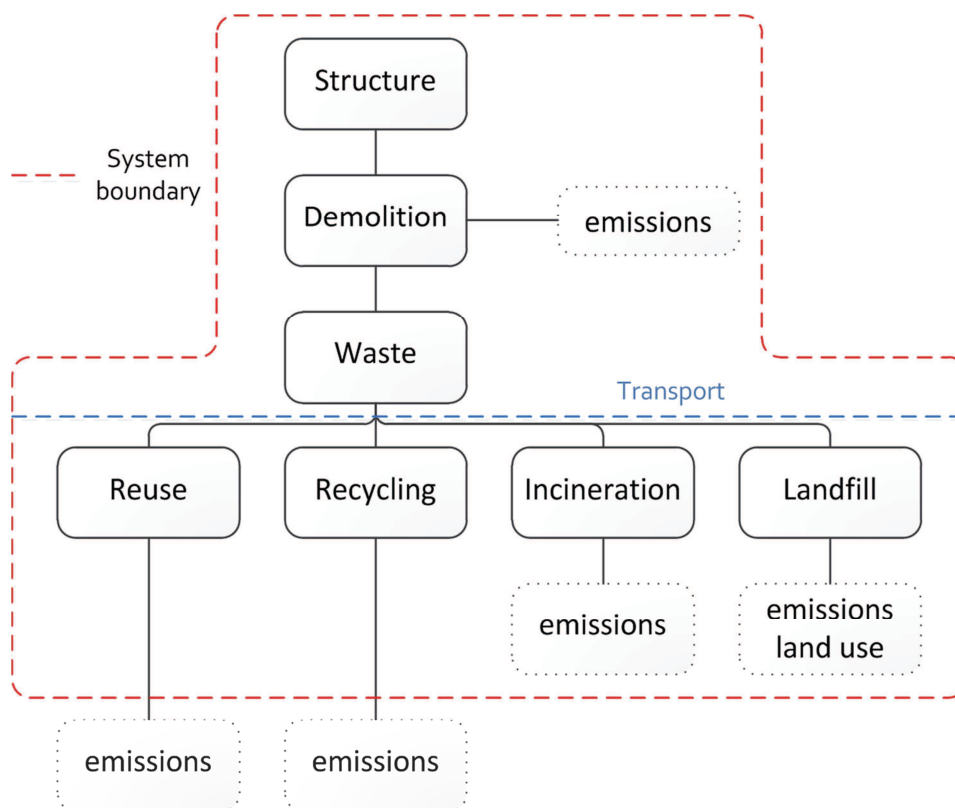 Structure
System
boundary
Demolition
emissions
Waste
Transport
Reuse
Recycling
Incineration
Landfill
emissions
emissions
land use
emissions
emissions